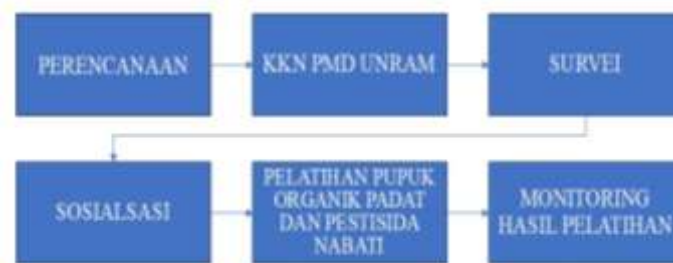 PERENCANAAN
KKN PMD UNRAM
SURVEI
SOSIALSASI
PELATIHAN PUPUK
ORGANIK PADAT
DAN PESTISIDA
NABATI
MONITORING
HASIL PELATIHAN